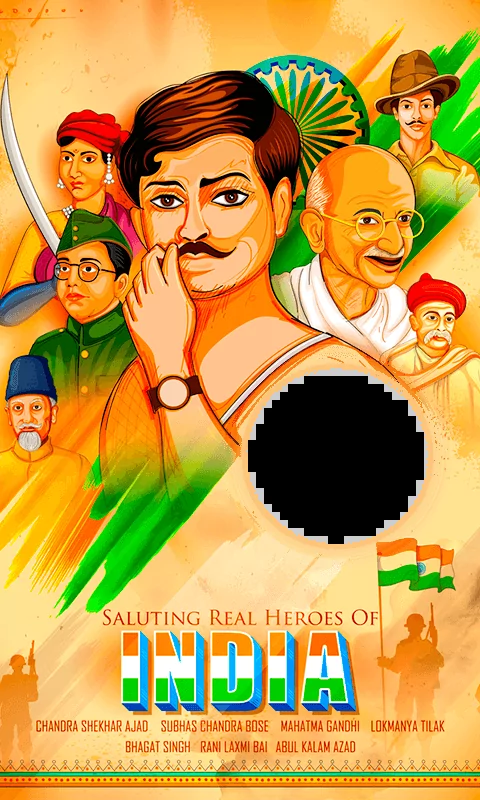 Saluting Real Heroes Of
INDIA
CHANDRA SHEKHAR AJAD SUBHAS CHANDRA BOSE MAHATMA GANDHI LOKMANYA TILAK
BHAGAT SINGH RANI LAXMI BAI ABUL KALAM AZAD